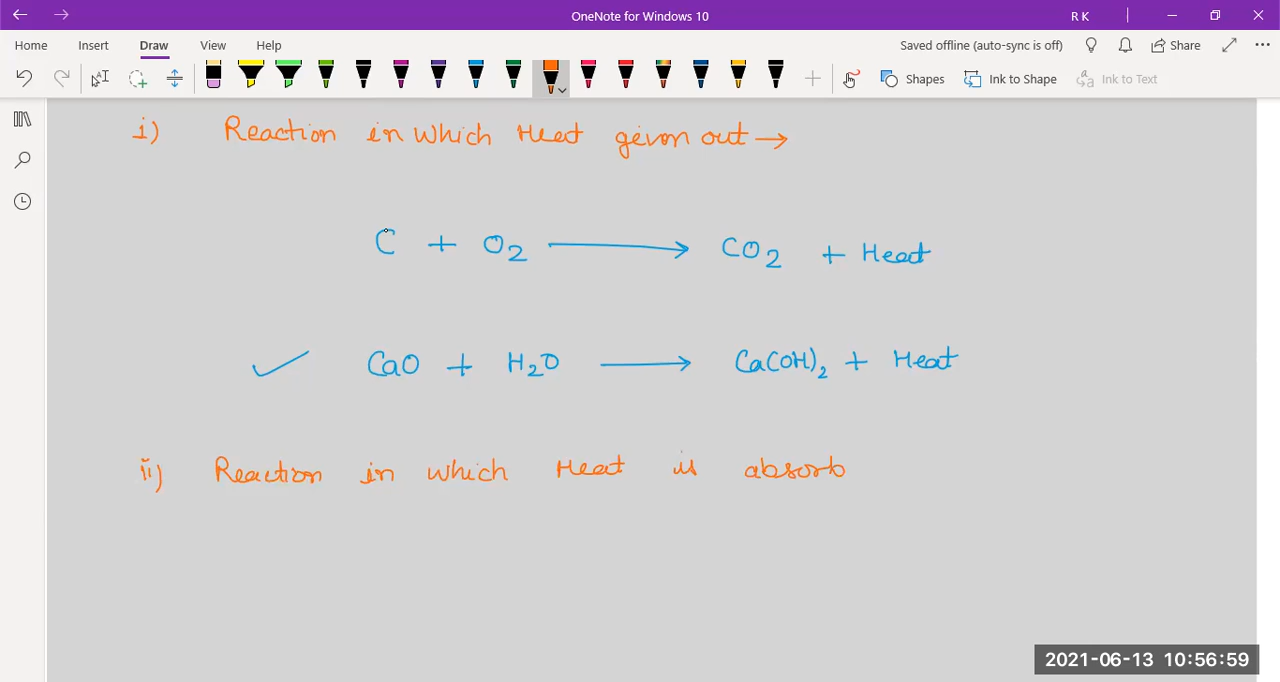 OneNote for Windows 10
R K
Home Insert Draw View Help
Saved offline (auto-sync is off) Share
Shapes Ink to Shape Ink to Text
i) Reaction in which Heat given out →
C + O2 → CO2 + Heat
✓ CaO + H2O → Ca(OH)2 + Heat
ii) Reaction in which Heat is absorb
2021-06-13 10:56:59